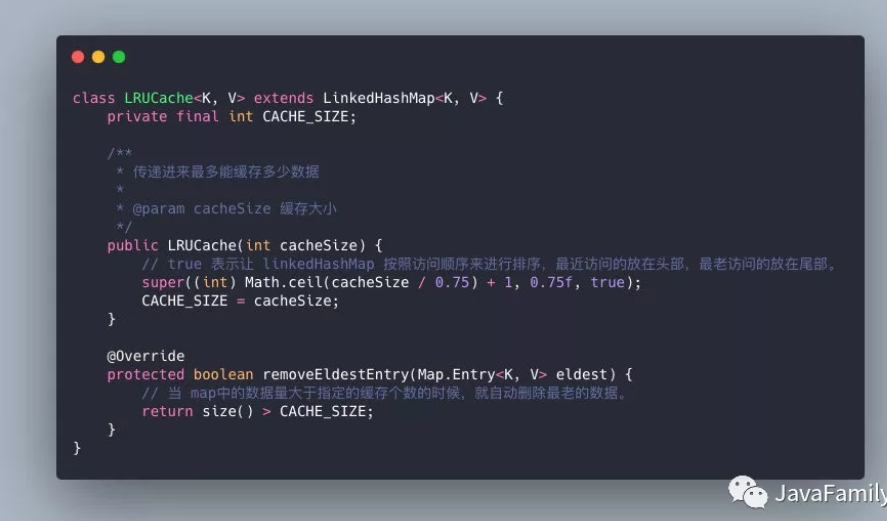 class LRUCache<K, V> extends LinkedHashMap<K, V> {
    private final int CACHE_SIZE;
    /**
     * 传递进来最多能缓存多少数据
     *
     * @param cacheSize 缓存大小
     */
    public LRUCache(int cacheSize) {
        // true 表示让 linkedHashMap 按照访问顺序来进行排序，最近访问的放在头部，最老访问的放在尾部。
        super((int) Math.ceil(cacheSize / 0.75) + 1, 0.75f, true);
        CACHE_SIZE = cacheSize;
    }
    @Override
    protected boolean removeEldestEntry(Map.Entry<K, V> eldest) {
        // 当 map中的数据量大于指定的缓存个数的时候，就自动删除最老的数据。
        return size() > CACHE_SIZE;
    }
}
JavaFamily